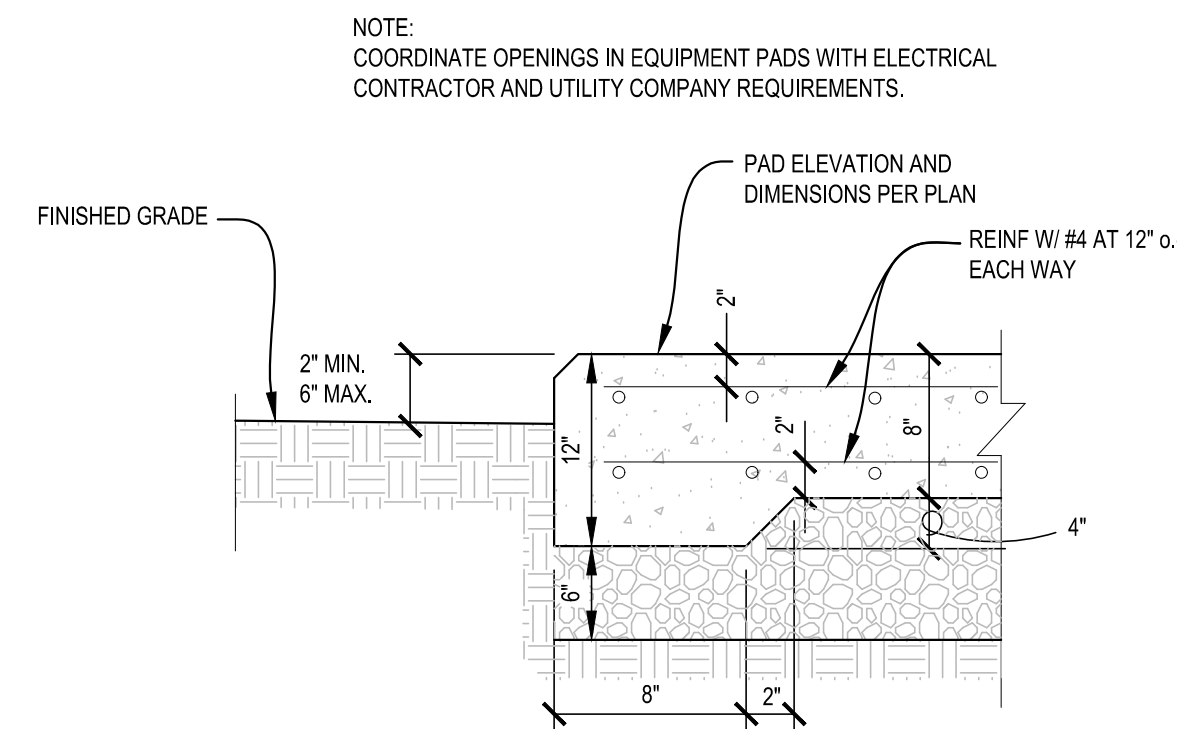 NOTE:
COORDINATE OPENINGS IN EQUIPMENT PADS WITH ELECTRICAL
CONTRACTOR AND UTILITY COMPANY REQUIREMENTS.
PAD ELEVATION AND
DIMENSIONS PER PLAN
FINISHED GRADE
REINF W/ #4 AT 12" o.
EACH WAY
2"
2" MIN.
6" MAX.
12"
2"
8"
4"
6"
8"
2"